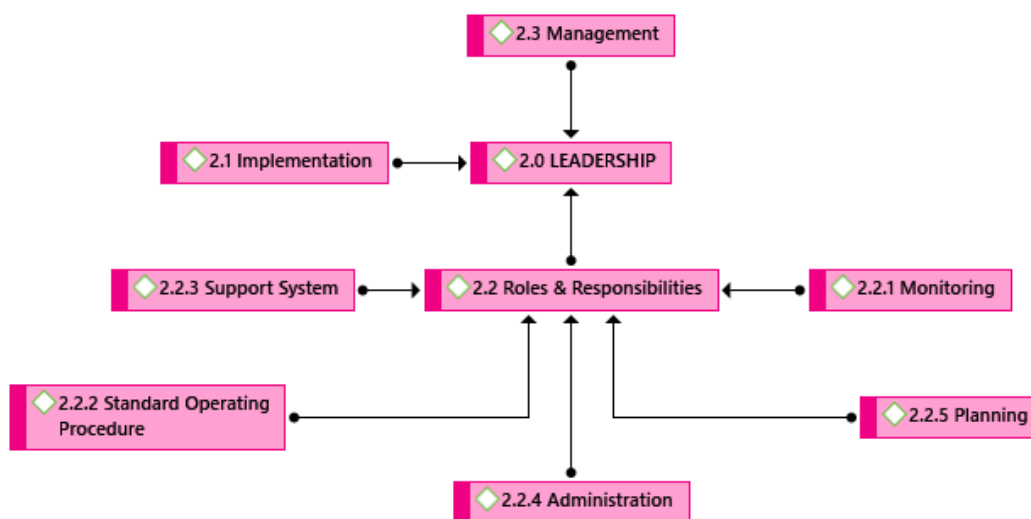 2.3 Management
2.1 Implementation
2.0 LEADERSHIP
2.2.3 Support System
2.2 Roles & Responsibilities
2.2.1 Monitoring
2.2.2 Standard Operating
Procedure
2.2.5 Planning
2.2.4 Administration